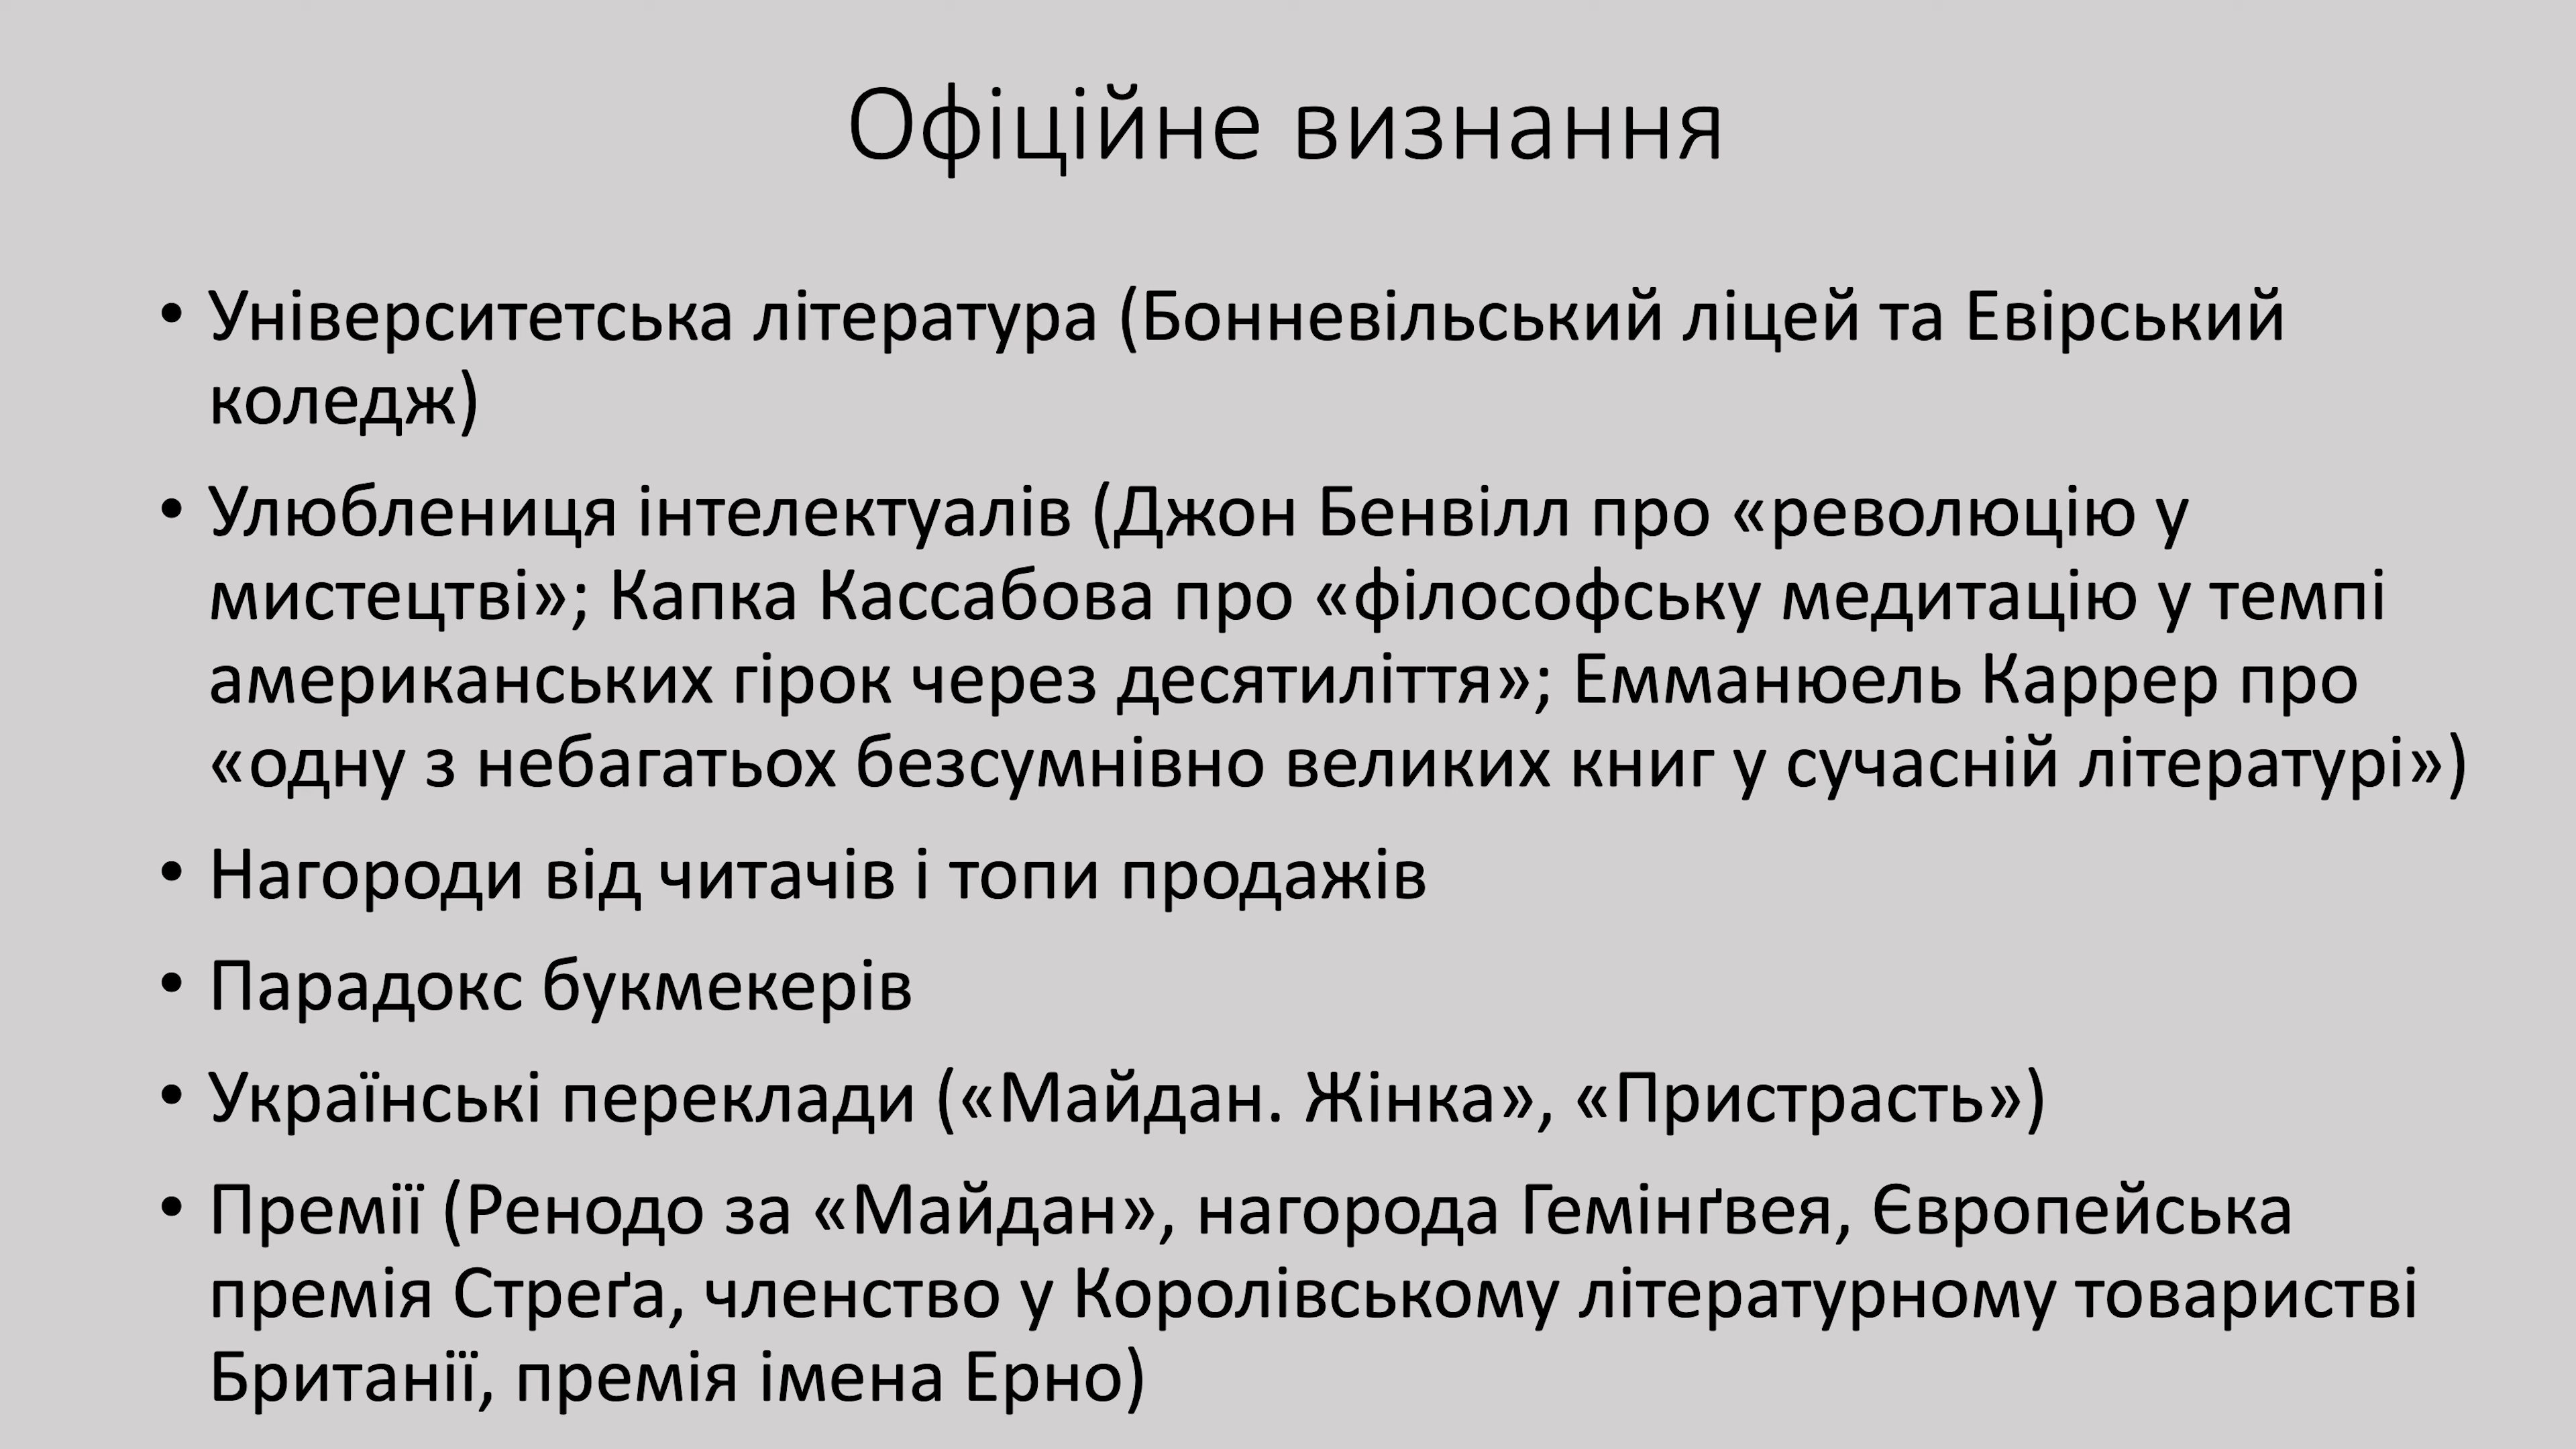 Офіційне визнання
• Університетська література (Бонневільський ліцей та Евірський
коледж)
• Улюблениця інтелектуалів (Джон Бенвілл про «революцію у
мистецтві»; Капка Кассабова про «філософську медитацію у темпі
американських гірок через десятиліття»; Емманюель Каррер про
«одну з небагатьох безсумнівно великих книг у сучасній літературі»)
• Нагороди від читачів і топи продажів
• Парадокс букмекерів
• Українські переклади («Майдан. Жінка», «Пристрасть»)
• Премії (Ренодо за «Майдан», нагорода Гемінґвея, Європейська
премія Стреґа, членство у Королівському літературному товаристві
Британії, премія імена Ерно)